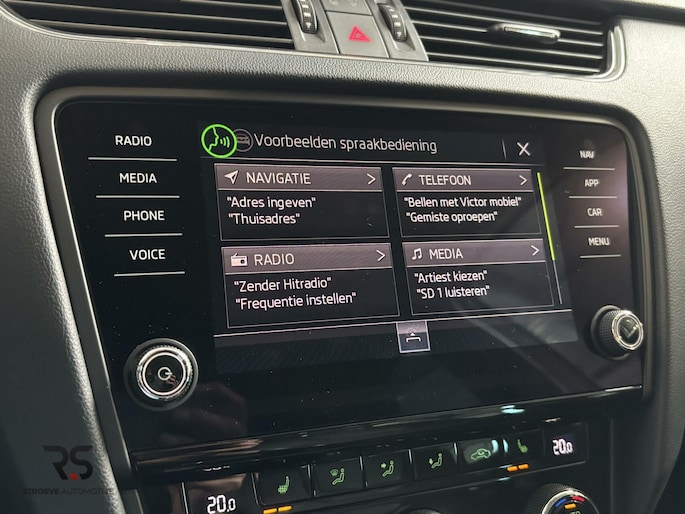 RADIO
MEDIA
PHONE
VOICE
Voorbeelden spraakbediening
NAVIGATIE
"Adres ingeven"
"Thuisadres"
TELEFOON
"Bellen met Victor mobiel"
"Gemiste oproepen"
RADIO
"Zender Hitradio"
"Frequentie instellen"
MEDIA
"Artiest kiezen"
"SD 1 luisteren"
NAV
APP
CAR
MENU
20.0
20.0
RS
STROEVE AUTOMOTIVE